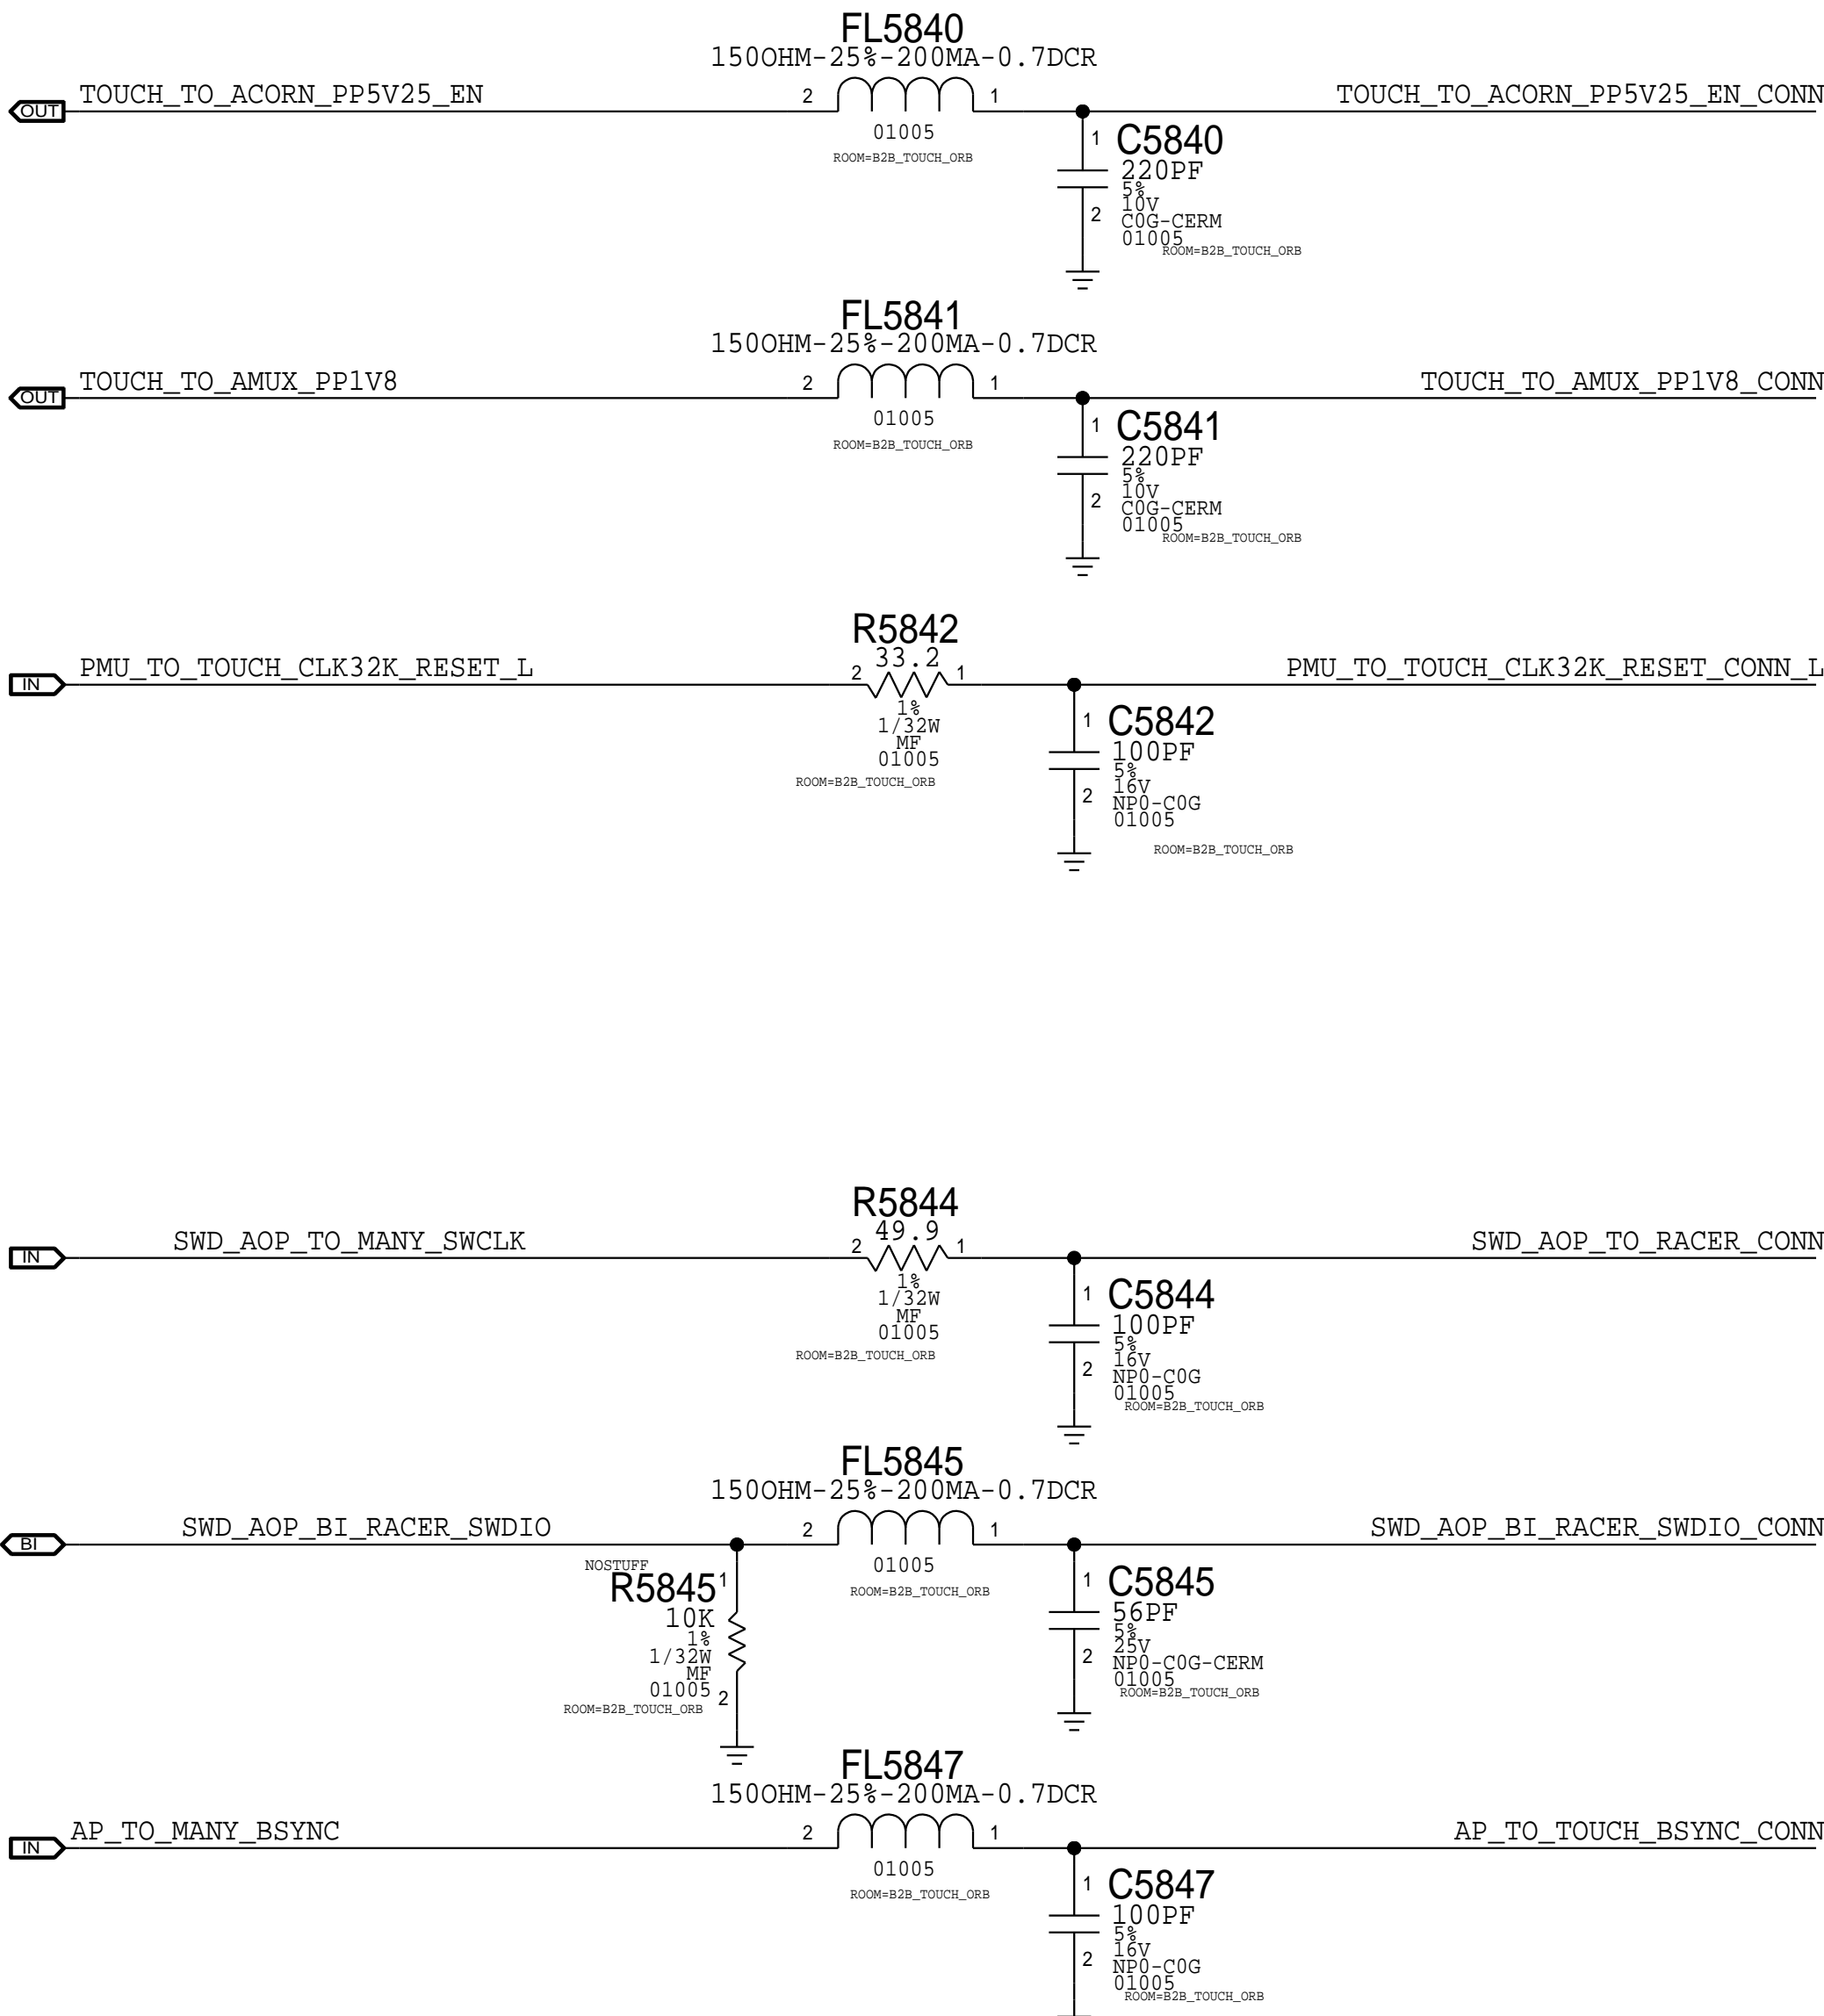 FL5840
150OHM-25%-200MA-0.7DCR
OUT TOUCH_TO_ACORN_PP5V25_EN 2 1 TOUCH_TO_ACORN_PP5V25_EN_CONN
01005
ROOM=B2B_TOUCH_ORB
1 C5840
220PF
5%
10V
2
C0G-CERM
01005
ROOM=B2B_TOUCH_ORB
FL5841
150OHM-25%-200MA-0.7DCR
OUT TOUCH_TO_AMUX_PP1V8 2 1 TOUCH_TO_AMUX_PP1V8_CONN
01005
ROOM=B2B_TOUCH_ORB
1 C5841
220PF
5%
10V
2
C0G-CERM
01005
ROOM=B2B_TOUCH_ORB
R5842
33.2
IN PMU_TO_TOUCH_CLK32K_RESET_L 2 1 PMU_TO_TOUCH_CLK32K_RESET_CONN_L
1%
1/32W
MF
01005
ROOM=B2B_TOUCH_ORB
1 C5842
100PF
5%
16V
2
NP0-C0G
01005
ROOM=B2B_TOUCH_ORB
R5844
49.9
IN SWD_AOP_TO_MANY_SWCLK 2 1 SWD_AOP_TO_RACER_CONN
1%
1/32W
MF
01005
ROOM=B2B_TOUCH_ORB
1 C5844
100PF
5%
16V
2
NP0-C0G
01005
ROOM=B2B_TOUCH_ORB
FL5845
150OHM-25%-200MA-0.7DCR
BI SWD_AOP_BI_RACER_SWDIO 2 1 SWD_AOP_BI_RACER_SWDIO_CONN
01005
ROOM=B2B_TOUCH_ORB
NOSTUFF
R5845 1
10K
1%
1/32W
MF
01005
2
ROOM=B2B_TOUCH_ORB
1 C5845
56PF
5%
25V
2
NP0-C0G-CERM
01005
ROOM=B2B_TOUCH_ORB
FL5847
150OHM-25%-200MA-0.7DCR
IN AP_TO_MANY_BSYNC 2 1 AP_TO_TOUCH_BSYNC_CONN
01005
ROOM=B2B_TOUCH_ORB
1 C5847
100PF
5%
16V
2
NP0-C0G
01005
ROOM=B2B_TOUCH_ORB